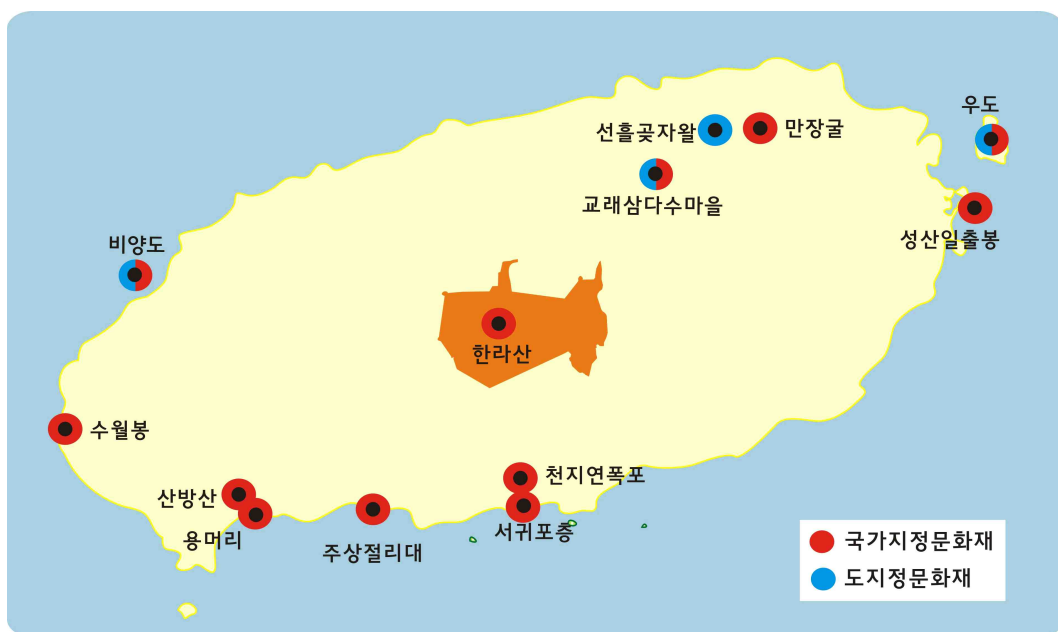 우도
선흘곶자왈
만장굴
교래삼다수마을
성산일출봉
비양도
한라산
수월봉
천지연폭포
산방산
용머리
서귀포층
주상절리대
국가지정문화재
도지정문화재